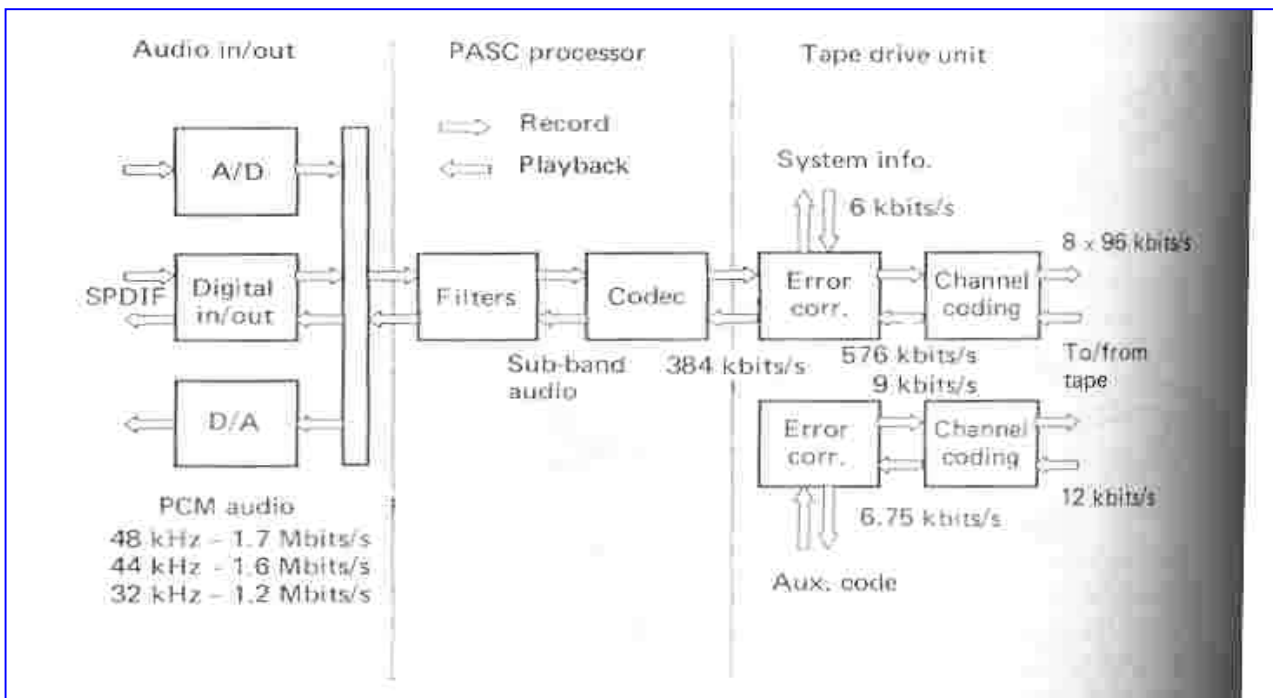 Audio in/out
PASC processor
Tape drive unit
Record
Playback
A/D
SPDIF
Digital
in/out
D/A
Filters
Codec
Sub-band
audio
384 kbits/s
System info.
6 kbits/s
Error
corr.
Channel
coding
8 x 96 kbits/s
576 kbits/s
9 kbits/s
To/from
tape
Error
corr.
Channel
coding
12 kbits/s
6.75 kbits/s
Aux. code
PCM audio
48 kHz – 1.7 Mbits/s
44 kHz - 1.6 Mbits/s
32 kHz – 1.2 Mbits/s